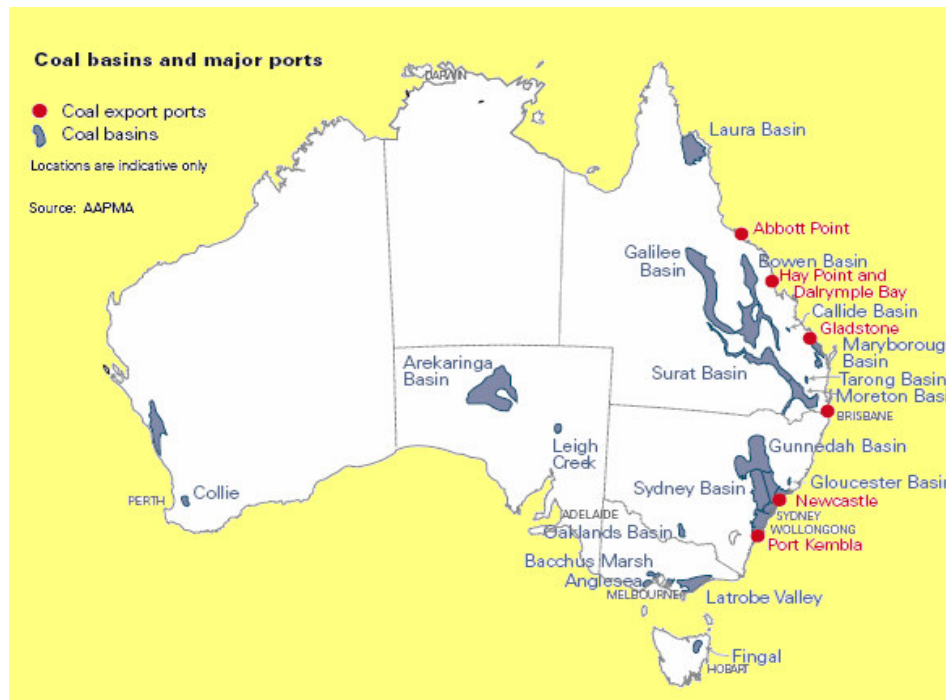 Coal basins and major ports
DARWIN
Coal export ports
Coal basins
Locations are indicative only
Source: AAPMA
Laura Basin
Abbott Point
Galilee
Basin
Bowen Basin
Hay Point and
Dalrymple Bay
Callide Basin
Gladstone
Maryboroug
Basin
Surat Basin
Tarong Basin
Moreton Basi
BRISBANE
Arekaringa
Basin
Leigh
Creek
Gunnedah Basin
Gloucester Basin
Sydney Basin
Newcastle
SYDNEY
WOLLONGONG
Port Kembla
PERTH
Collie
ADELAIDE
Oaklands Basin
Bacchus Marsh
Anglesea
MELBOURNE
Latrobe Valley
Fingal
HOBART